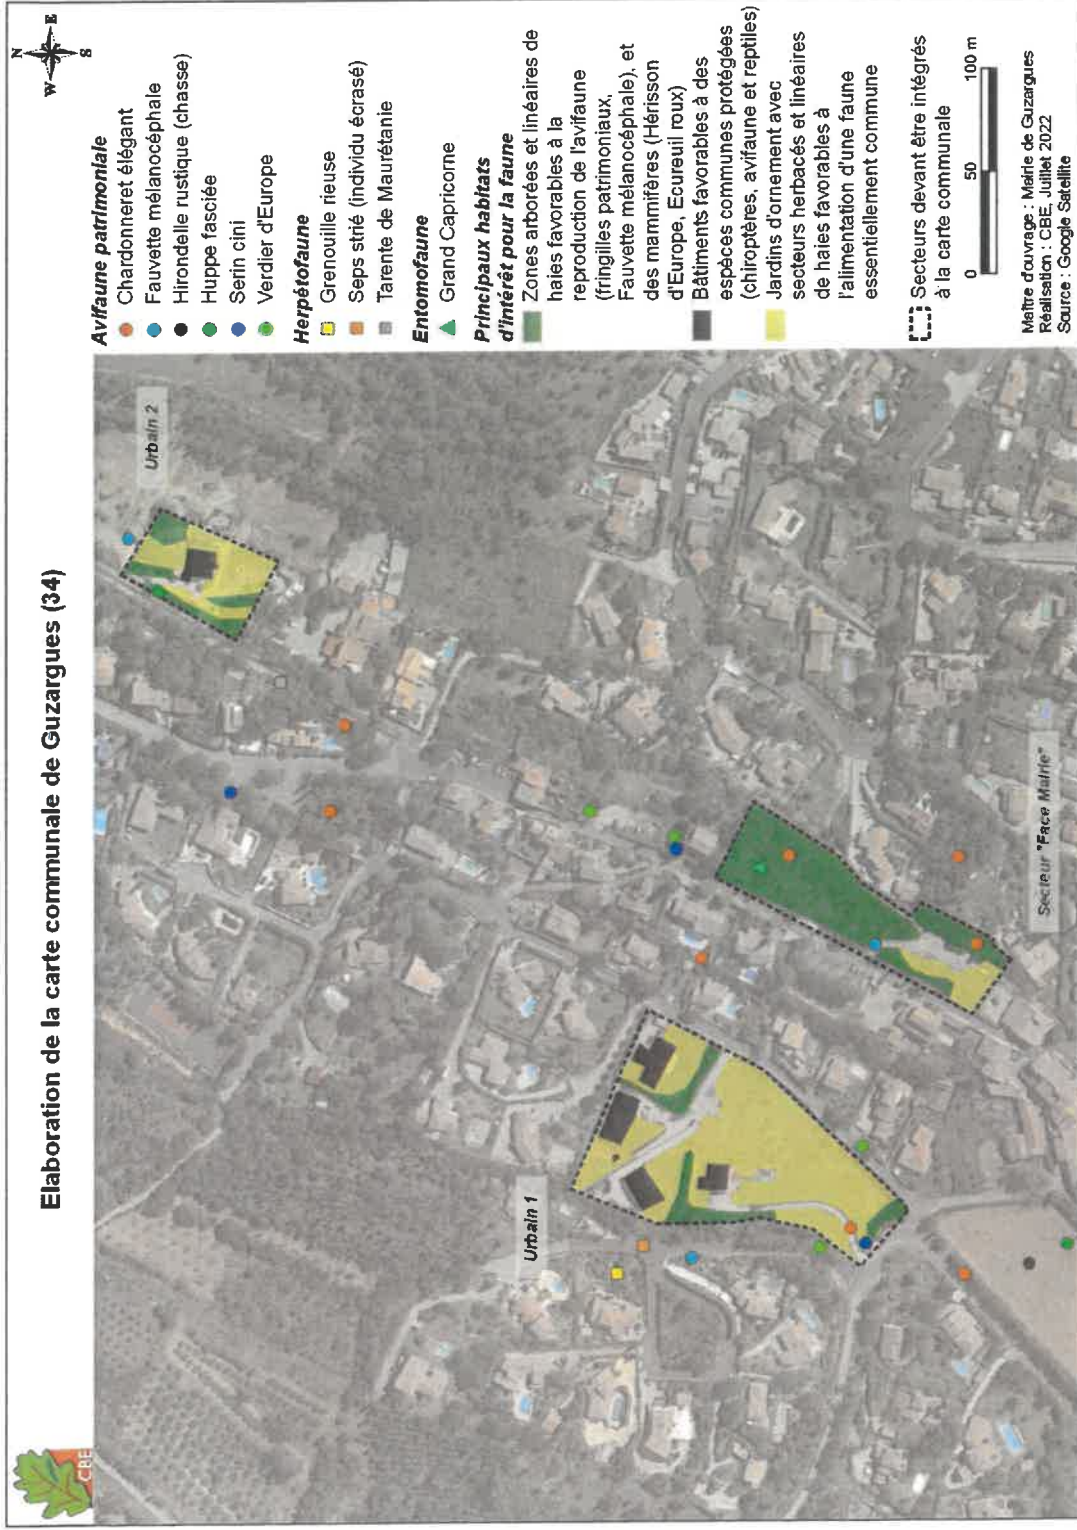 Elaboration de la carte communale de Guzargues (34)
CBE
N
W E
S
Urbain 1
Urbain 2
Secteur "Face Mairie"
Avifaune patrimoniale
Chardonneret élégant
Fauvette mélanocéphale
Hirondelle rustique (chasse)
Huppe fasciée
Serin cini
Verdier d'Europe
Herpétofaune
Grenouille rieuse
Seps strié (individu écrasé)
Tarente de Maurétanie
Entomofaune
Grand Capricorne
Principaux habitats
d'intérêt pour la faune
Zones arborées et linéaires de
haies favorables à la
reproduction de l'avifaune
(fringilles patrimoniaux,
Fauvette mélanocéphale), et
des mammifères (Hérisson
d'Europe, Ecureuil roux)
Bâtiments favorables à des
espèces communes protégées
(chiroptères, avifaune et reptiles)
Jardins d'ornement avec
secteurs herbacés et linéaires
de haies favorables à
l'alimentation d'une faune
essentiellement commune
Secteurs devant être intégrés
à la carte communale
0 50 100 m
Maître d'ouvrage : Mairie de Guzargues
Réalisation : CBE, Juillet 2022
Source : Google Satellite